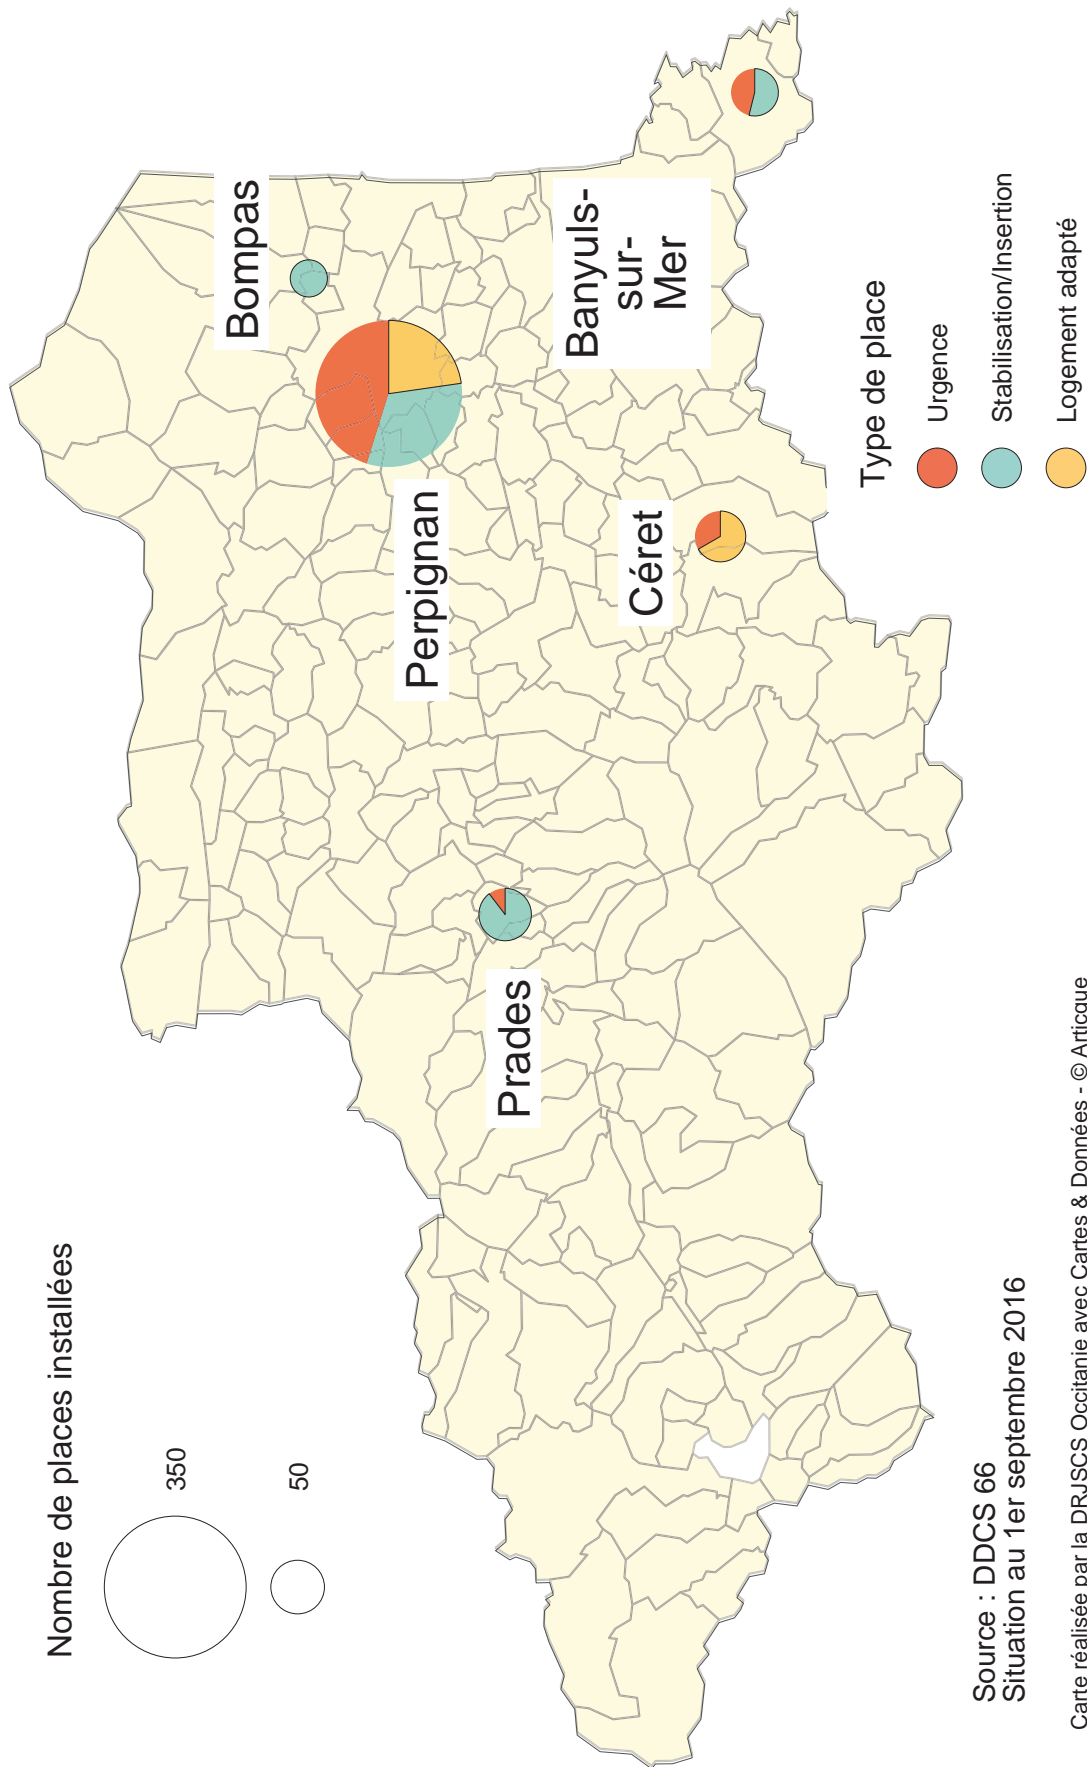 Nombre de places installées
350
50
Bompas
Perpignan
Prades
Céret
Banyuls-
sur-
Mer
Type de place
Urgence
Stabilisation/Insertion
Logement adapté
Source : DDCS 66
Situation au 1er septembre 2016
Carte réalisée par la DRJSCS Occitanie avec Cartes & Données - © Articque